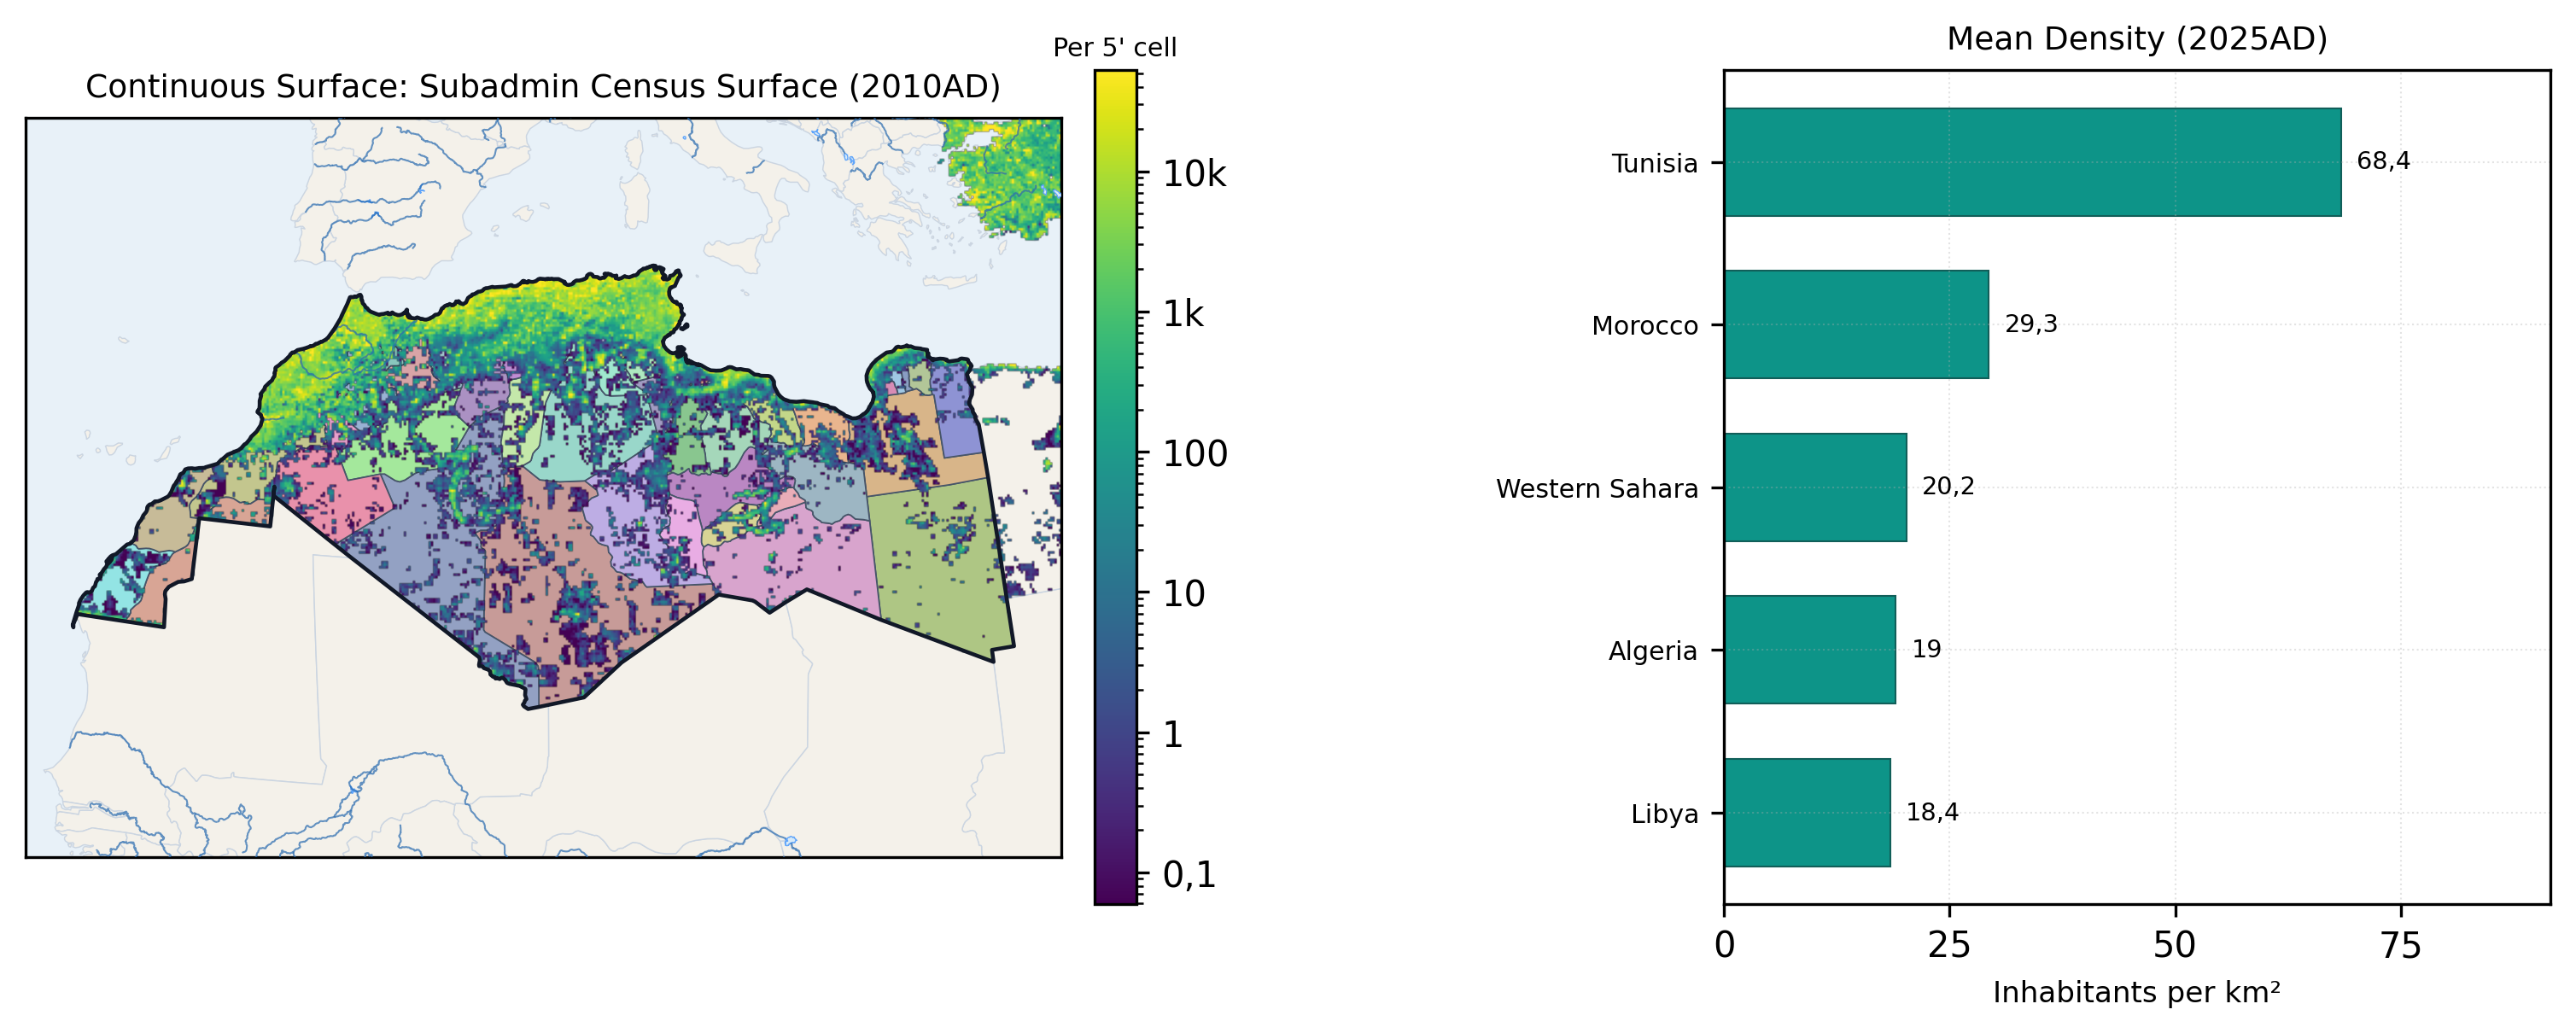 Continuous Surface: Subadmin Census Surface (2010AD)
Per 5' cell
10k
1k
100
10
1
0,1
Mean Density (2025AD)
Tunisia
68,4
Morocco
29,3
Western Sahara
20,2
Algeria
19
Libya
18,4
0
25
50
75
Inhabitants per km²